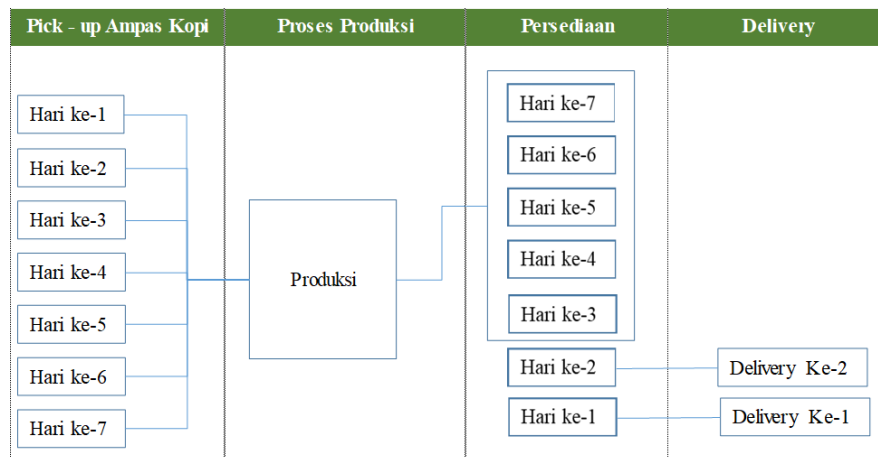 Pick - up Ampas Kopi
Proses Produksi
Persediaan
Delivery
Hari ke-1
Hari ke-2
Hari ke-3
Hari ke-4
Hari ke-5
Hari ke-6
Hari ke-7
Produksi
Hari ke-7
Hari ke-6
Hari ke-5
Hari ke-4
Hari ke-3
Hari ke-2
Hari ke-1
Delivery Ke-2
Delivery Ke-1